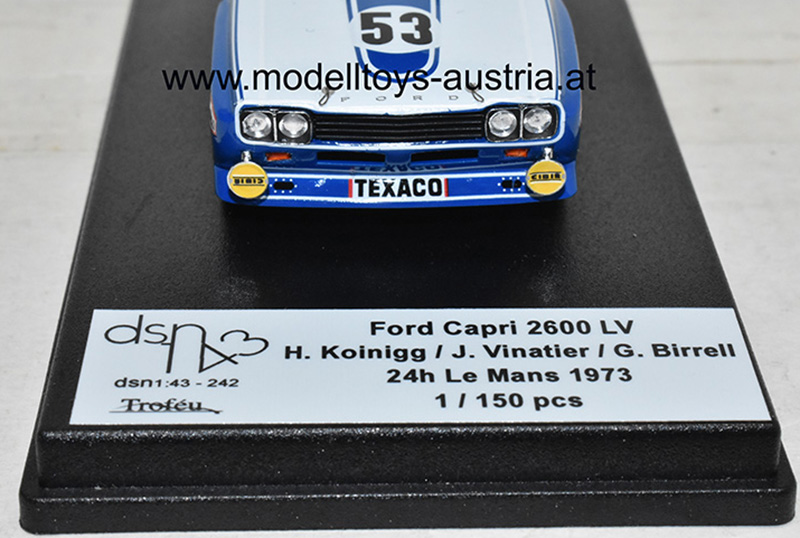 53
www.modelltoys-austria.at
FORD
CIBIE
CIBIE
TEXACO
dsn43
Ford Capri 2600 LV
H. Koinigg / J. Vinatier / G. Birrell
dsn1:43 - 242
24h Le Mans 1973
Troféu
1 / 150 pcs